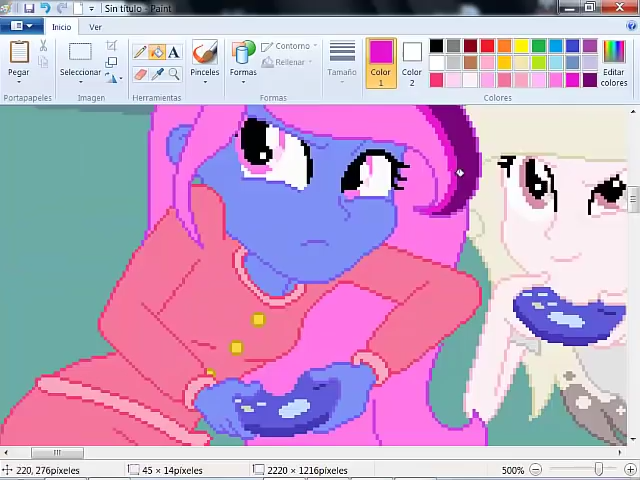 Sin título - Paint
Inicio Ver
Pegar
Seleccionar
A
Pinceles
Formas
Contorno
Rellenar
Tamaño
Color 1
Color 2
Editar colores
Portapapeles Imagen Herramientas Formas Colores
220, 276píxeles 45 × 14píxeles 2220 × 1216píxeles 500%